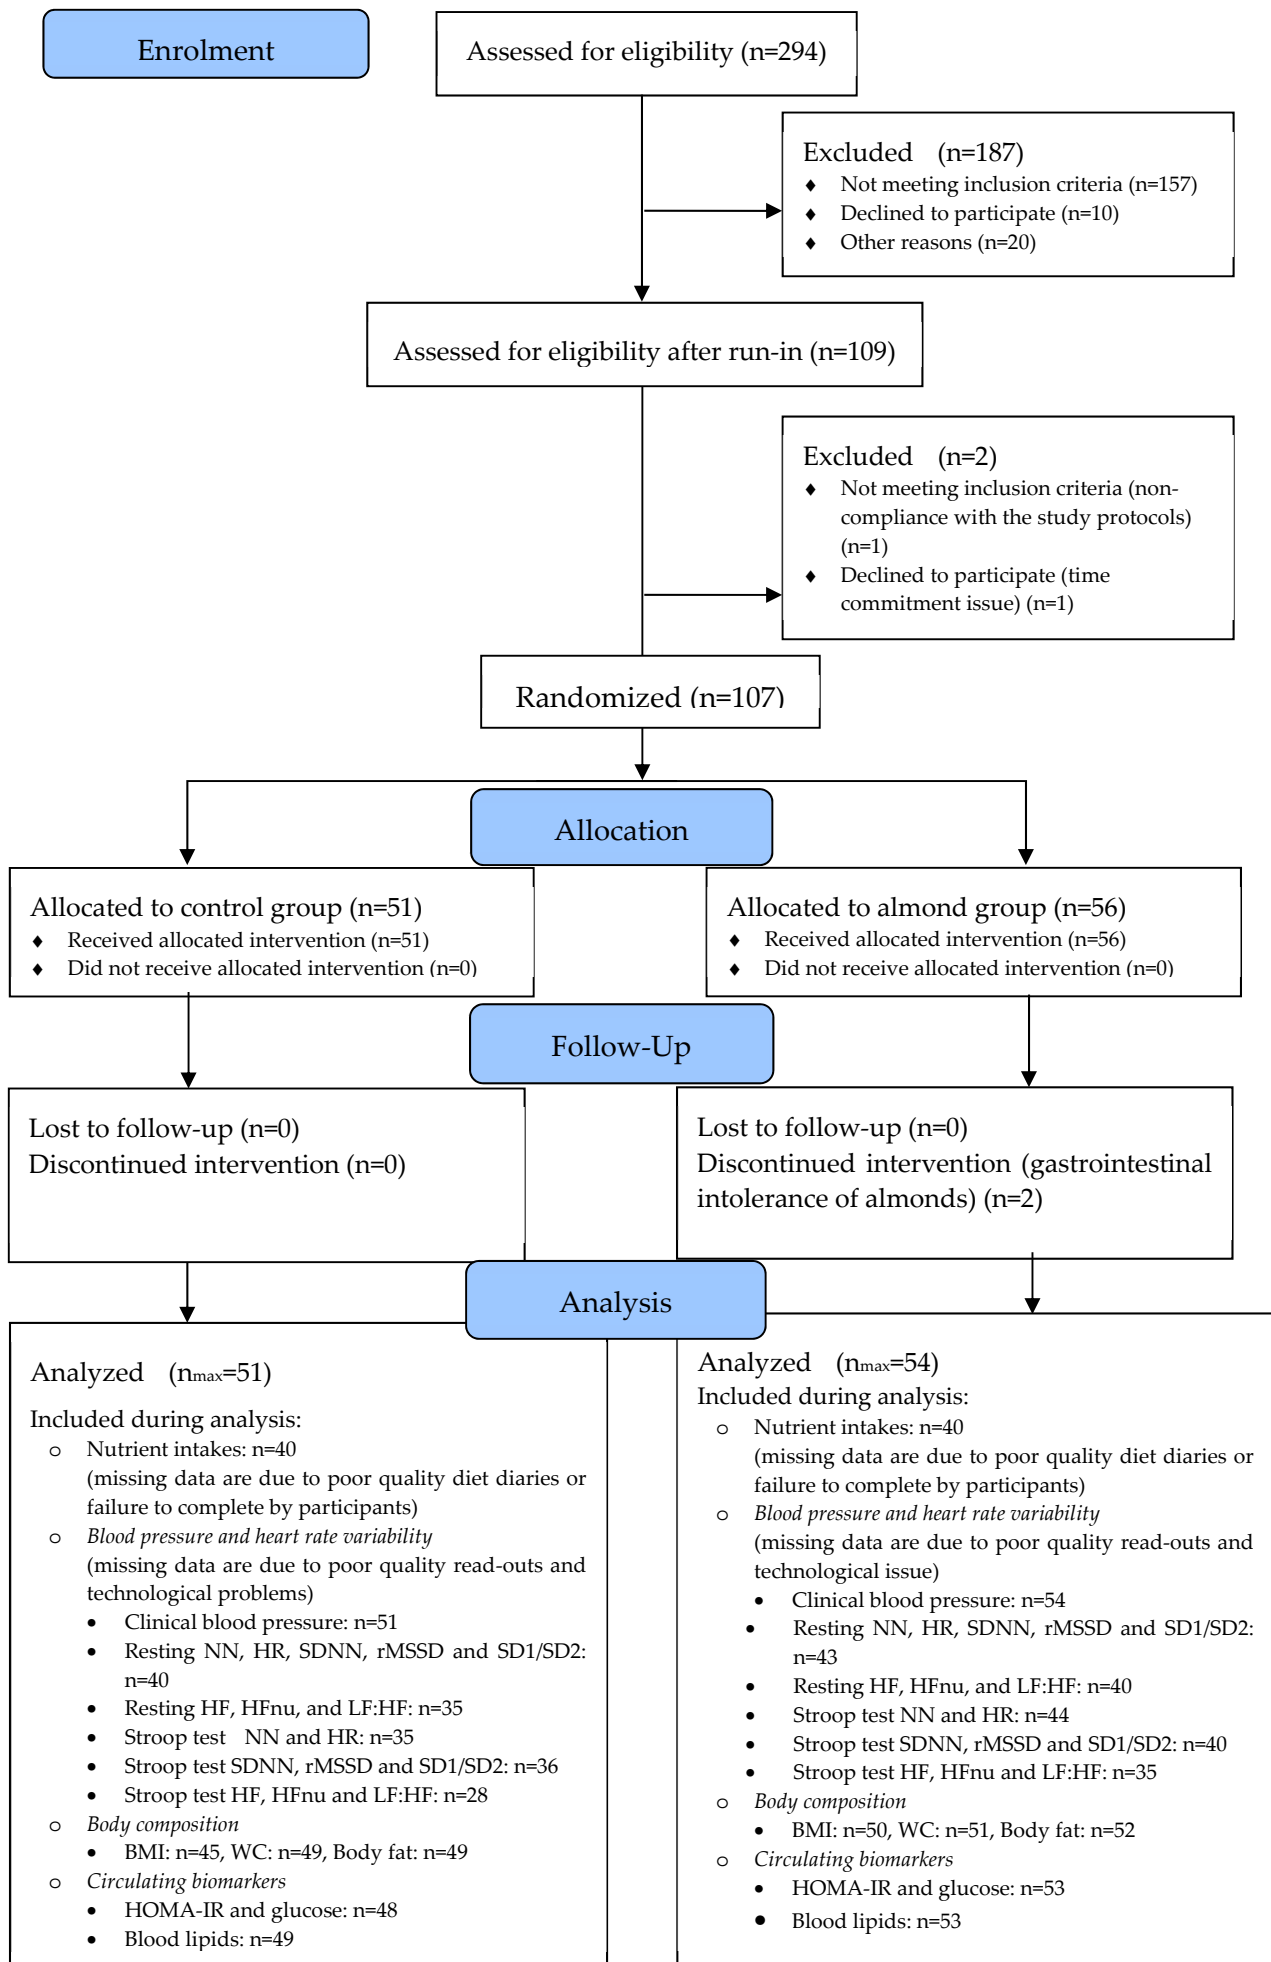 Enrolment
Assessed for eligibility (n=294)
Excluded (n=187)
♦ Not meeting inclusion criteria (n=157)
♦ Declined to participate (n=10)
♦ Other reasons (n=20)
Assessed for eligibility after run-in (n=109)
Excluded (n=2)
♦ Not meeting inclusion criteria (non-
compliance with the study protocols)
(n=1)
♦ Declined to participate (time
commitment issue) (n=1)
Randomized (n=107)
Allocation
Allocated to control group (n=51)
♦ Received allocated intervention (n=51)
♦ Did not receive allocated intervention (n=0)
Allocated to almond group (n=56)
♦ Received allocated intervention (n=56)
♦ Did not receive allocated intervention (n=0)
Follow-Up
Lost to follow-up (n=0)
Discontinued intervention (n=0)
Lost to follow-up (n=0)
Discontinued intervention (gastrointestinal
intolerance of almonds) (n=2)
Analysis
Analyzed (nmax=51)
Included during analysis:
o Nutrient intakes: n=40
(missing data are due to poor quality diet diaries or
failure to complete by participants)
o Blood pressure and heart rate variability
(missing data are due to poor quality read-outs and
technological problems)
• Clinical blood pressure: n=51
• Resting NN, HR, SDNN, rMSSD and SD1/SD2:
n=40
• Resting HF, HFnu, and LF:HF: n=35
• Stroop test NN and HR: n=35
• Stroop test SDNN, rMSSD and SD1/SD2: n=36
• Stroop test HF, HFnu and LF:HF: n=28
o Body composition
• BMI: n=45, WC: n=49, Body fat: n=49
o Circulating biomarkers
• HOMA-IR and glucose: n=48
• Blood lipids: n=49
Analyzed (nmax=54)
Included during analysis:
o Nutrient intakes: n=40
(missing data are due to poor quality diet diaries or
failure to complete by participants)
o Blood pressure and heart rate variability
(missing data are due to poor quality read-outs and
technological issue)
• Clinical blood pressure: n=54
• Resting NN, HR, SDNN, rMSSD and SD1/SD2:
n=43
• Resting HF, HFnu, and LF:HF: n=40
• Stroop test NN and HR: n=44
• Stroop test SDNN, rMSSD and SD1/SD2: n=40
• Stroop test HF, HFnu and LF:HF: n=35
o Body composition
• BMI: n=50, WC: n=51, Body fat: n=52
o Circulating biomarkers
• HOMA-IR and glucose: n=53
• Blood lipids: n=53